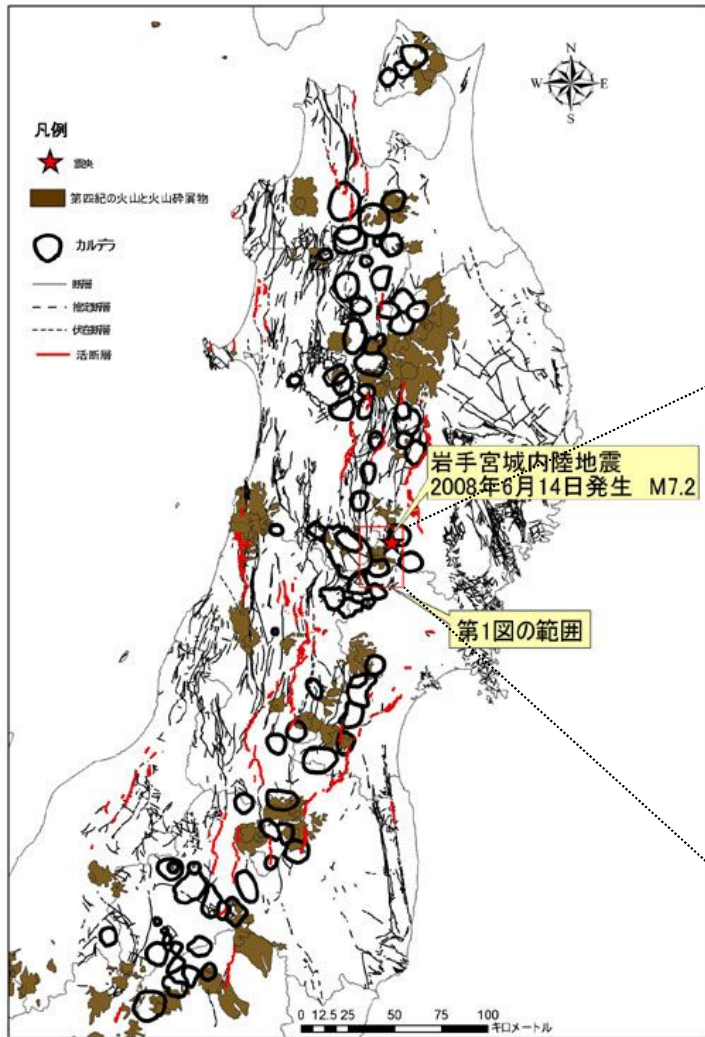 N
W E
S
凡例
震央
第四紀の火山と火山砕屑物
カルデラ
断層
推定断層
伏在断層
活断層
岩手宮城内陸地震
2008年6月14日発生 M7.2
第1図の範囲
0 12.5 25 50 75 100
キロメートル